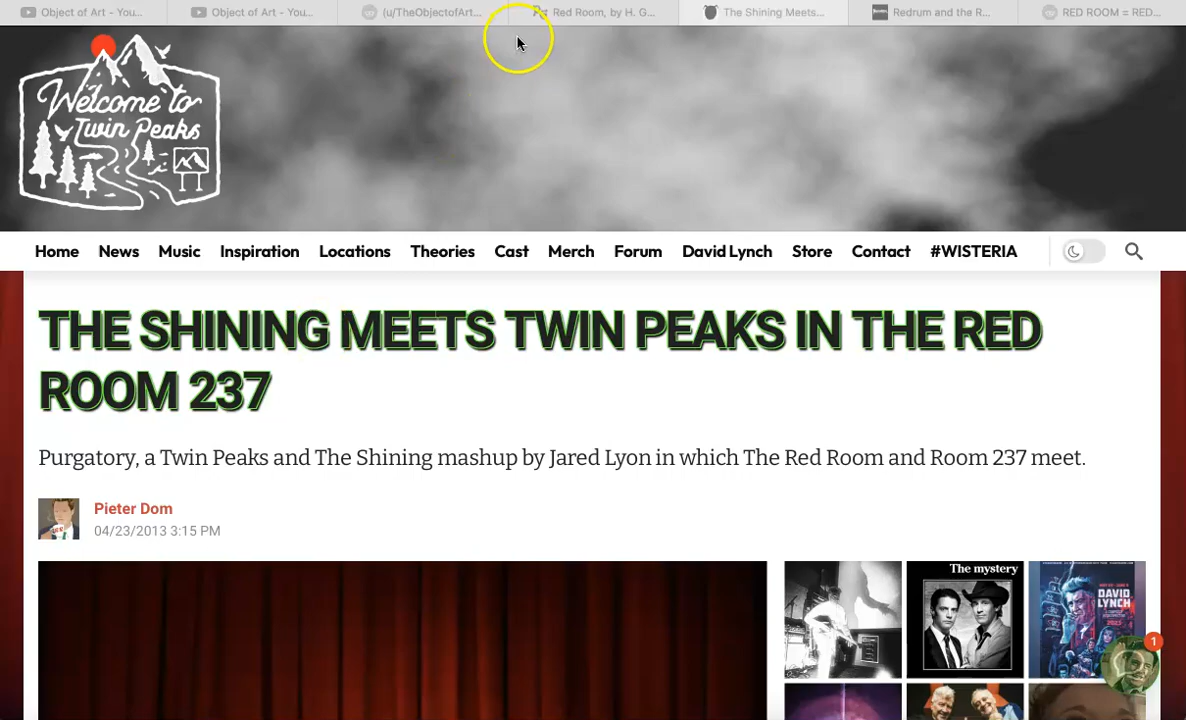 Object of Art - You...
Object of Art - You...
(u/TheObjectofArt...
Red Room, by H. G...
The Shining Meets...
Redrum and the R...
RED ROOM = RED...
Welcome to
Twin Peaks
Home News Music Inspiration Locations Theories Cast Merch Forum David Lynch Store Contact #WISTERIA
THE SHINING MEETS TWIN PEAKS IN THE RED
ROOM 237
Purgatory, a Twin Peaks and The Shining mashup by Jared Lyon in which The Red Room and Room 237 meet.
Pieter Dom
04/23/2013 3:15 PM
The mystery
DAVID
LYNCH
1